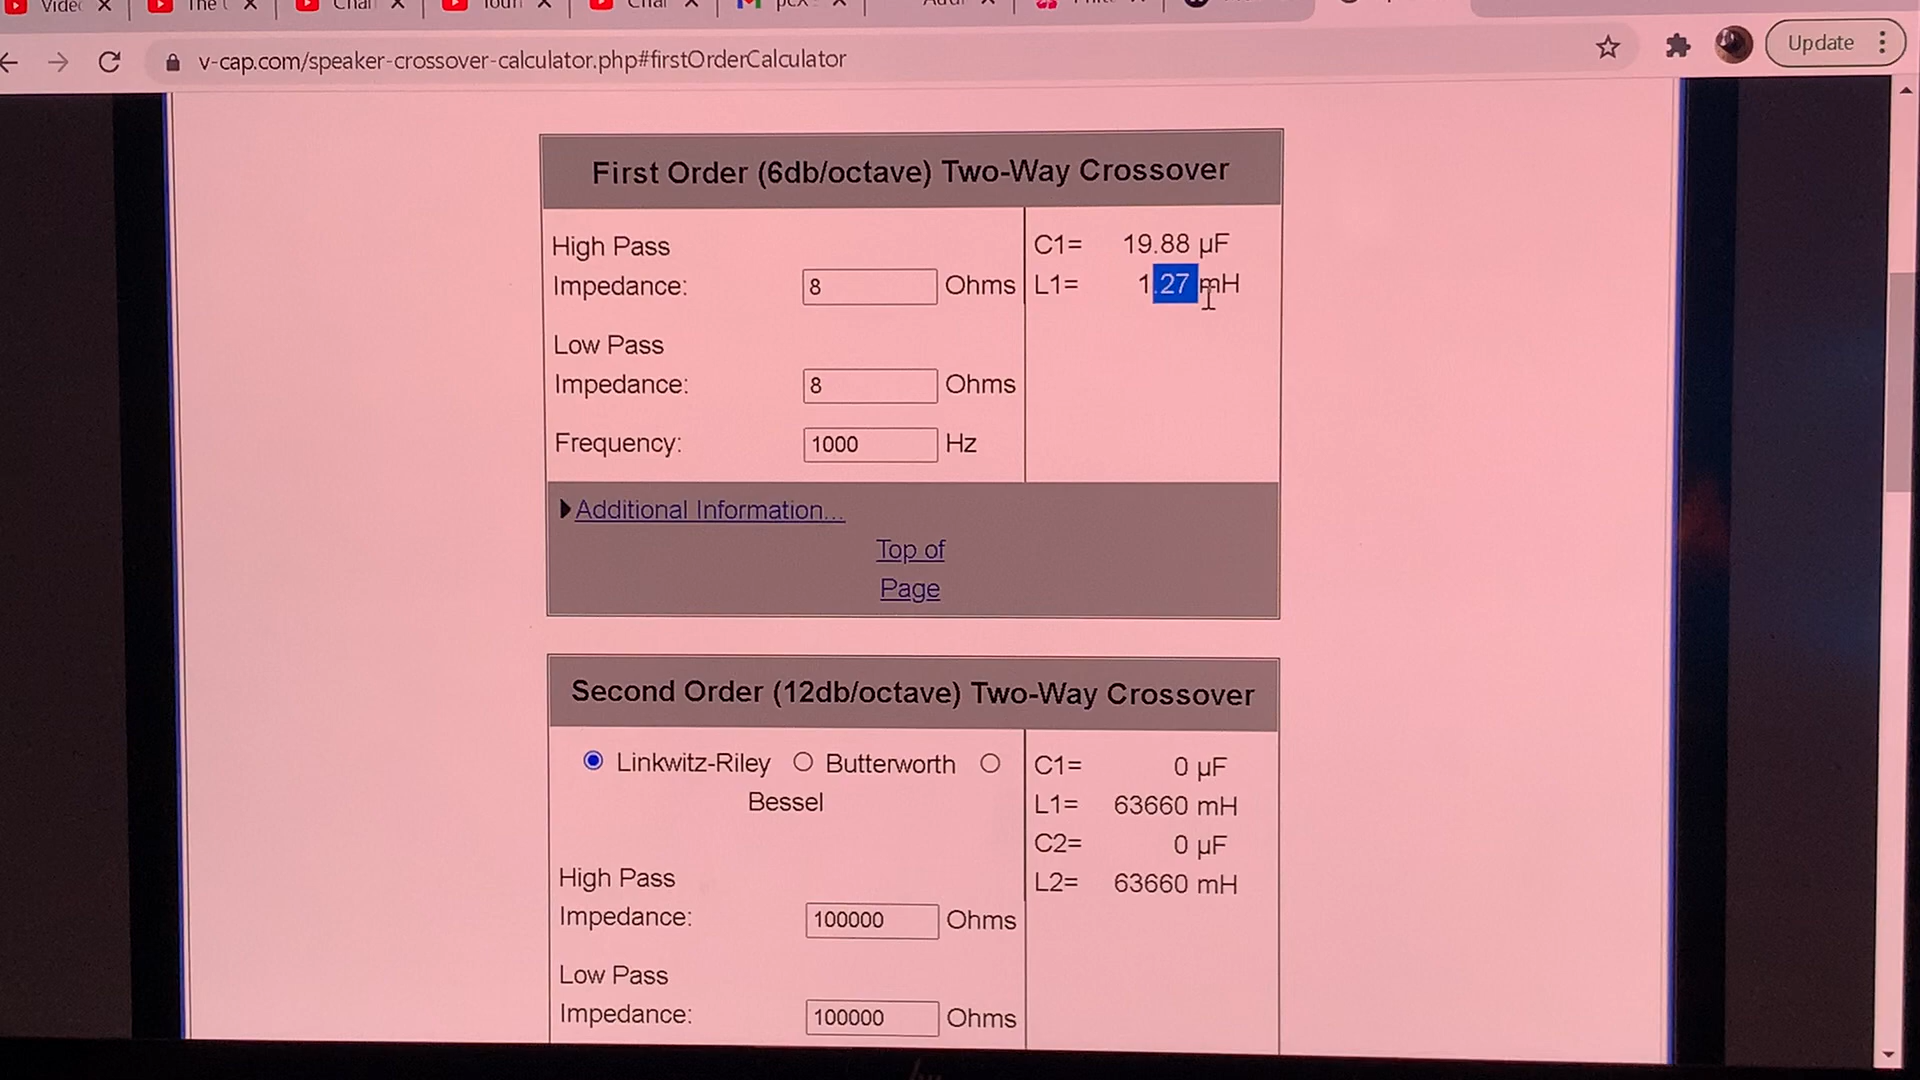 The
v-cap.com/speaker-crossover-calculator.php#firstOrderCalculator
Update
First Order (6db/octave) Two-Way Crossover
High Pass
Impedance: 8 Ohms
C1= 19.88 µF
L1= 1.27 mH
Low Pass
Impedance: 8 Ohms
Frequency: 1000 Hz
Additional Information...
Top of
Page
Second Order (12db/octave) Two-Way Crossover
Linkwitz-Riley Butterworth
Bessel
C1= 0 µF
L1= 63660 mH
C2= 0 µF
L2= 63660 mH
High Pass
Impedance: 100000 Ohms
Low Pass
Impedance: 100000 Ohms